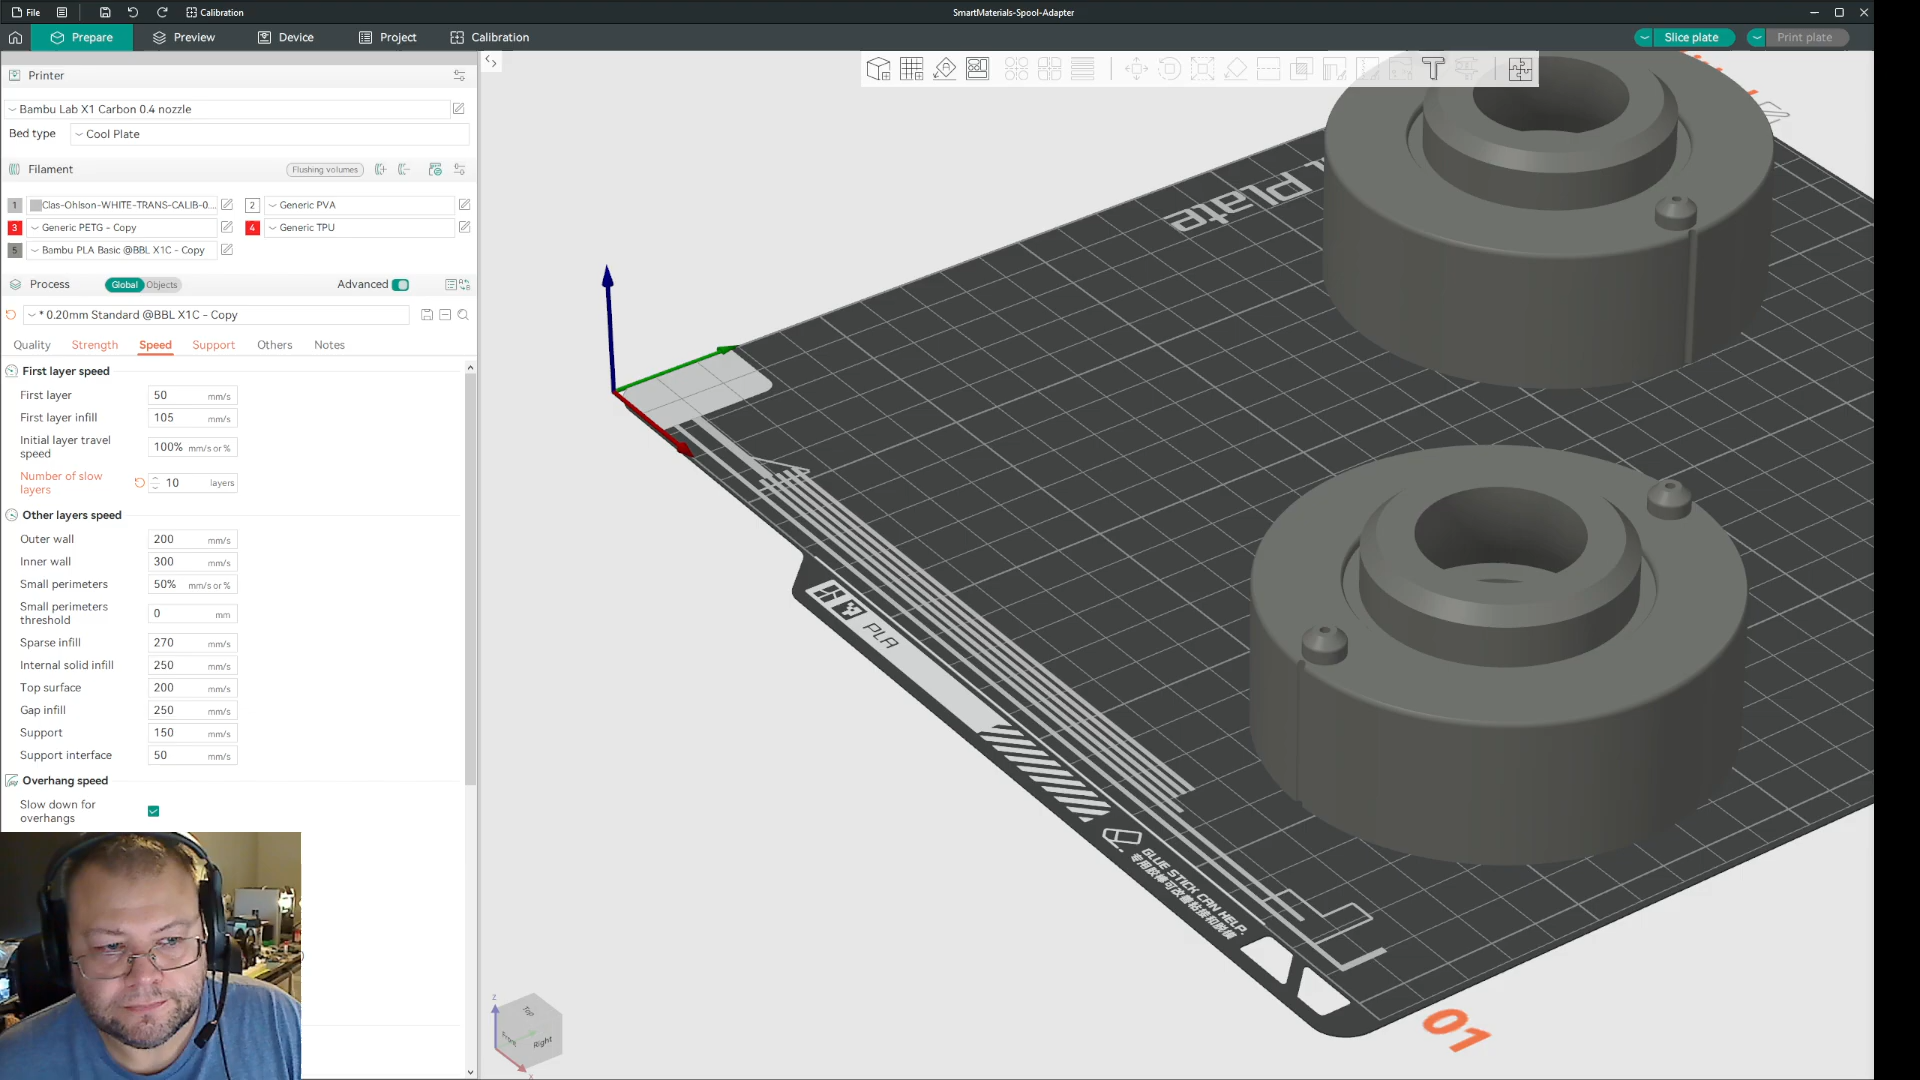 File
Calibration
SmartMaterials-Spool-Adapter
Prepare
Preview
Device
Project
Calibration
Slice plate
Print plate
Printer
Bambu Lab X1 Carbon 0.4 nozzle
Bed type
Cool Plate
Filament
Flushing volumes
1
Clas-Ohlson-WHITE-TRANS-CALIB-0...
2
Generic PVA
3
Generic PETG - Copy
4
Generic TPU
5
Bambu PLA Basic @BBL X1C - Copy
Process
Global
Objects
Advanced
* 0.20mm Standard @BBL X1C - Copy
Quality
Strength
Speed
Support
Others
Notes
First layer speed
First layer
50 mm/s
First layer infill
105 mm/s
Initial layer travel
speed
100% mm/s or %
Number of slow
layers
10 layers
Other layers speed
Outer wall
200 mm/s
Inner wall
300 mm/s
Small perimeters
50% mm/s or %
Small perimeters
threshold
0 mm
Sparse infill
270 mm/s
Internal solid infill
250 mm/s
Top surface
200 mm/s
Gap infill
250 mm/s
Support
150 mm/s
Support interface
50 mm/s
Overhang speed
Slow down for
overhangs
Plate
PLA
GLUE STICK CAN HELP.
01
z
Top
Front
Right
x